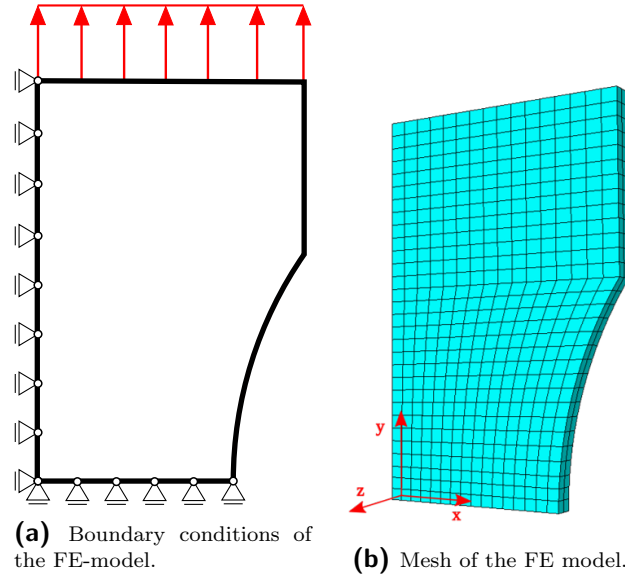 y
z
x
(a) Boundary conditions of
the FE-model.
(b) Mesh of the FE model.